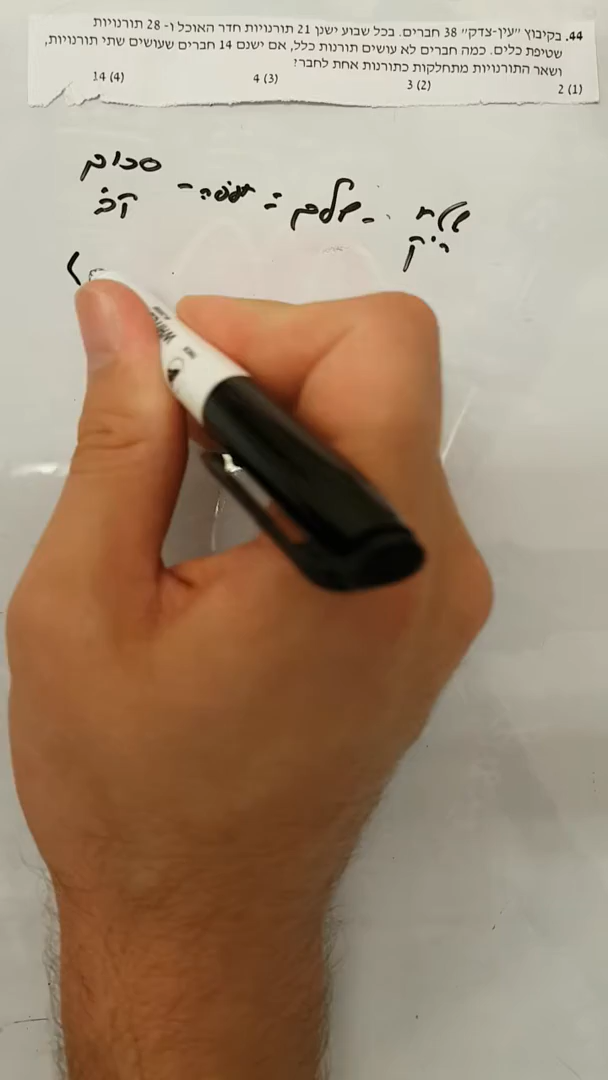 44. בקיבוץ "עין-צדק" 38 חברים. בכל שבוע ישנן 21 תורנויות חדר האוכל ו- 28 תורנויות
שטיפת כלים. כמה חברים לא עושים תורנות כלל, אם ישנם 14 חברים שעושים שתי תורנויות,
ושאר התורנויות מתחלקות כתורנות אחת לחבר?
(1) 2 (2) 3 (3) 4 (4) 14
סכום - = שלם -
קב'